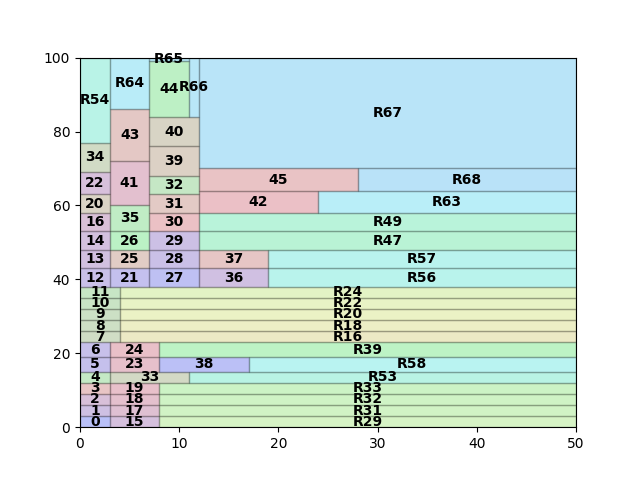 100
R65
R54 R64 44 R66 R67
80
43 40
34 39
22 41 32 45 R68
60
20 31 42 R63
16 35 30 R49
14 26 29 R47
13 25 28 37 R57
40
12 21 27 36 R56
11 R24
10 R22
9 R20
8 R18
7 R16
20
6 24 R39
5 23 38 R58
4 33 R53
3 19 R33
2 18 R32
1 17 R31
0 15 R29
0
0 10 20 30 40 50